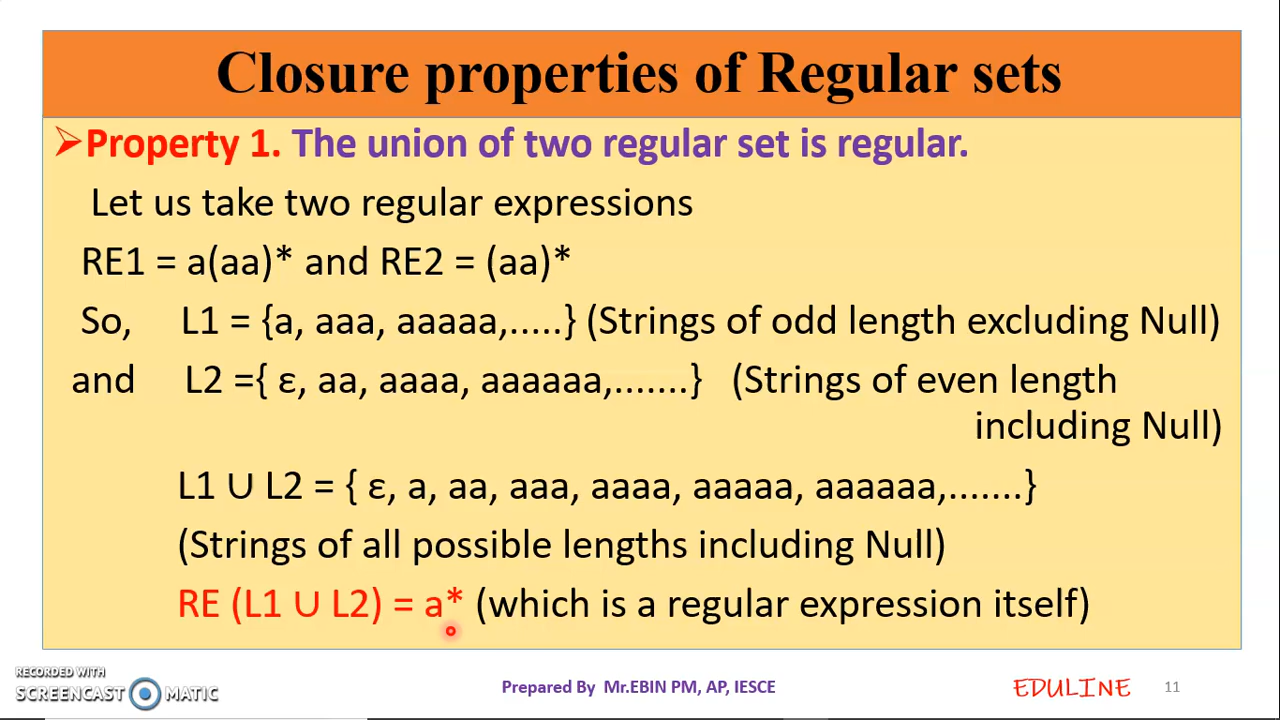 Closure properties of Regular sets
➢Property 1. The union of two regular set is regular.
Let us take two regular expressions
RE1 = a(aa)* and RE2 = (aa)*
So, L1 = {a, aaa, aaaaa,.....} (Strings of odd length excluding Null)
and L2 ={ ε, aa, aaaa, aaaaaa,.......} (Strings of even length
including Null)
L1 ∪ L2 = { ε, a, aa, aaa, aaaa, aaaaa, aaaaaa,.......}
(Strings of all possible lengths including Null)
RE (L1 ∪ L2) = a* (which is a regular expression itself)
RECORDED WITH
SCREENCAST MATIC
Prepared By Mr.EBIN PM, AP, IESCE
EDULINE
11